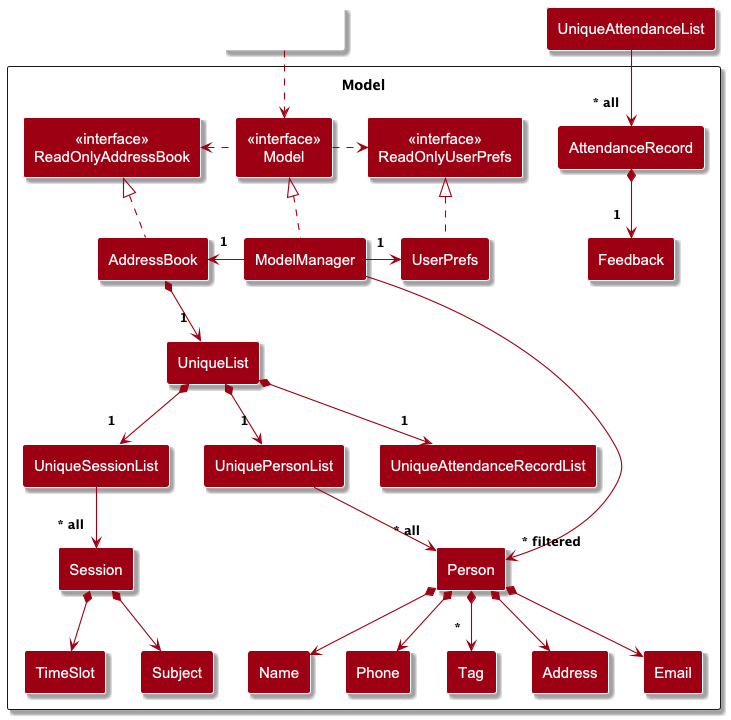 UniqueAttendanceList
Model
* all
«interface»
ReadOnlyAddressBook
«interface»
Model
«interface»
ReadOnlyUserPrefs
AttendanceRecord
1
1
1
AddressBook
ModelManager
UserPrefs
Feedback
1
UniqueList
1
1
1
UniqueSessionList
UniquePersonList
UniqueAttendanceRecordList
* all
* all
* filtered
Session
Person
*
TimeSlot
Subject
Name
Phone
Tag
Address
Email